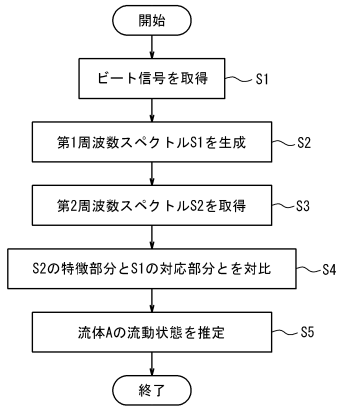 開始
ビート信号を取得
S1
第1周波数スペクトルS1を生成
S2
第2周波数スペクトルS2を取得
S3
S2の特徴部分とS1の対応部分とを対比
S4
流体Aの流動状態を推定
S5
終了